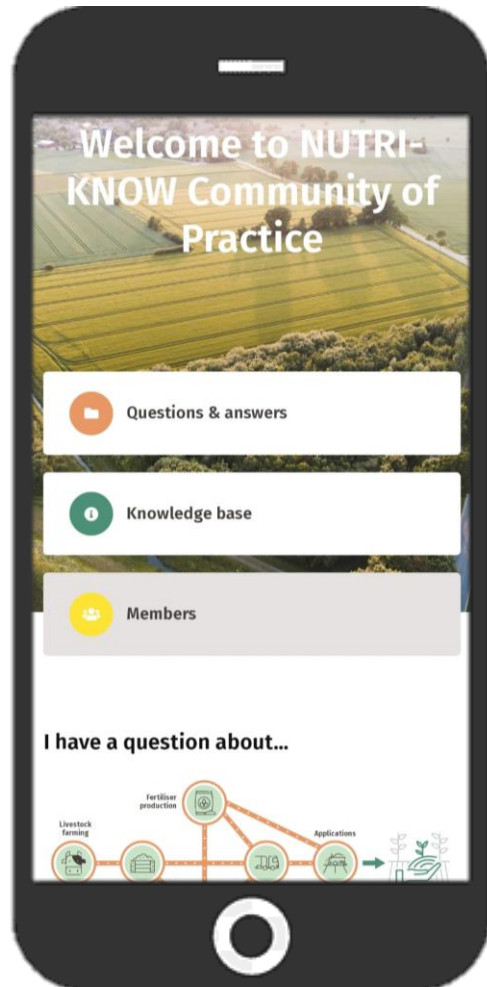 Welcome to NUTRI-
KNOW Community of
Practice
Questions & answers
Knowledge base
Members
I have a question about...
Fertiliser
production
Livestock
farming
Applications